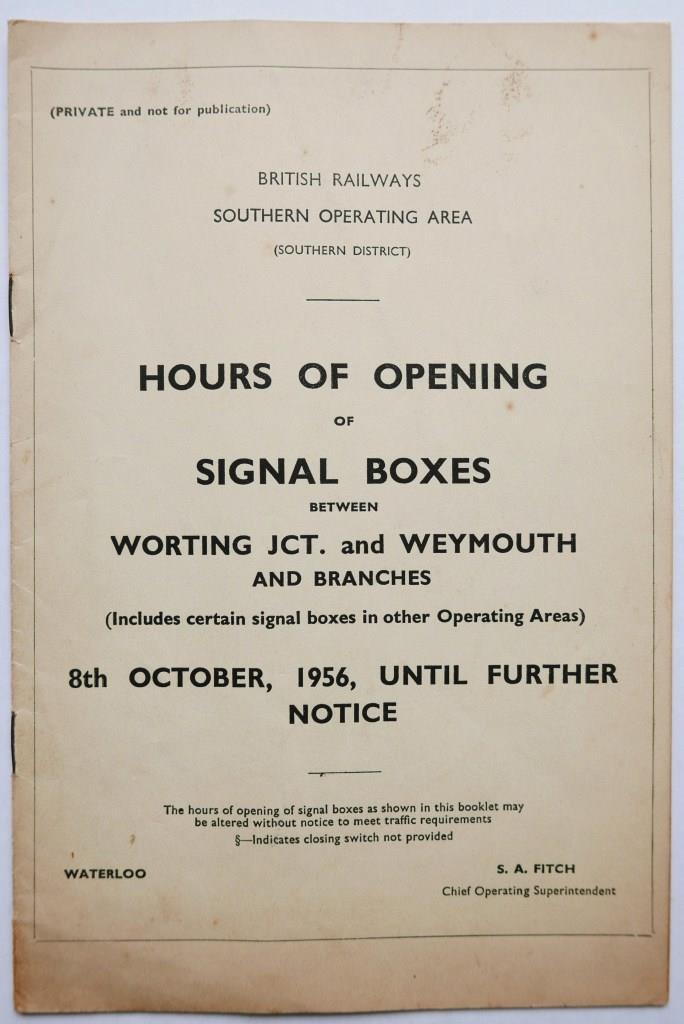 (PRIVATE and not for publication)
BRITISH RAILWAYS
SOUTHERN OPERATING AREA
(SOUTHERN DISTRICT)
HOURS OF OPENING
OF
SIGNAL BOXES
BETWEEN
WORTING JCT. and WEYMOUTH
AND BRANCHES
(Includes certain signal boxes in other Operating Areas)
8th OCTOBER, 1956, UNTIL FURTHER
NOTICE
The hours of opening of signal boxes as shown in this booklet may
be altered without notice to meet traffic requirements
§—Indicates closing switch not provided
WATERLOO
S. A. FITCH
Chief Operating Superintendent